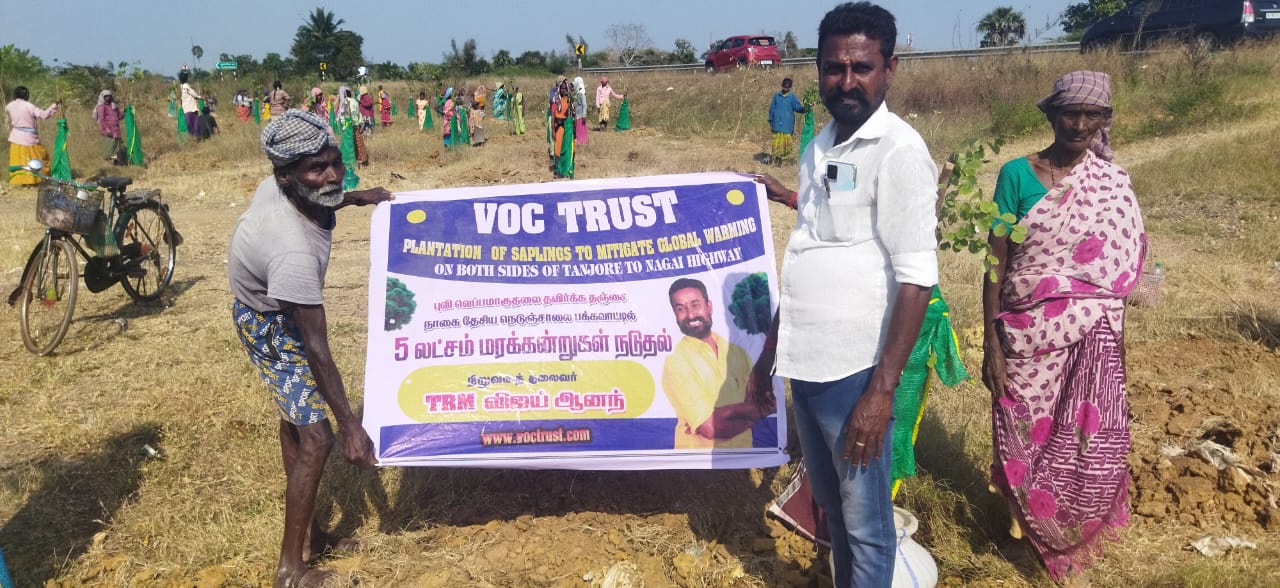 VOC TRUST
PLANTATION OF SAPLINGS TO MITIGATE GLOBAL WARMING
ON BOTH SIDES OF TANJORE TO NAGAI HIGHWAY
புவி வெப்பமாகுதலை தவிர்க்க தஞ்சை
நாகை தேசிய நெடுஞ்சாலை பக்கவாட்டில்
5 லட்சம் மரக்கன்றுகள் நடுதல்
நிறுவனத் தலைவர்
TRM விஜய் ஆனந்
www.voctrust.com